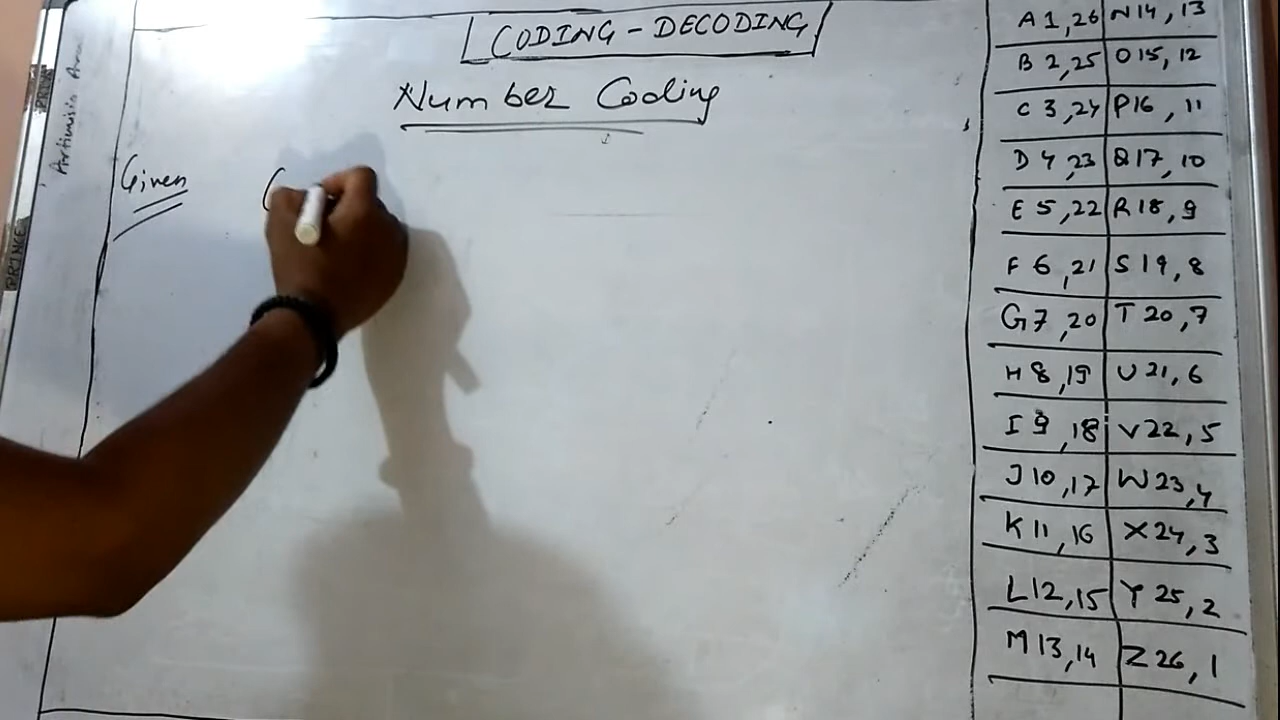 CODING - DECODING
Number Coding
Given
A 1, 26 N 14, 13
B 2, 25 O 15, 12
C 3, 24 P 16, 11
D 4, 23 Q 17, 10
E 5, 22 R 18, 9
F 6, 21 S 19, 8
G 7, 20 T 20, 7
H 8, 19 U 21, 6
I 9, 18 V 22, 5
J 10, 17 W 23, 4
K 11, 16 X 24, 3
L 12, 15 Y 25, 2
M 13, 14 Z 26, 1